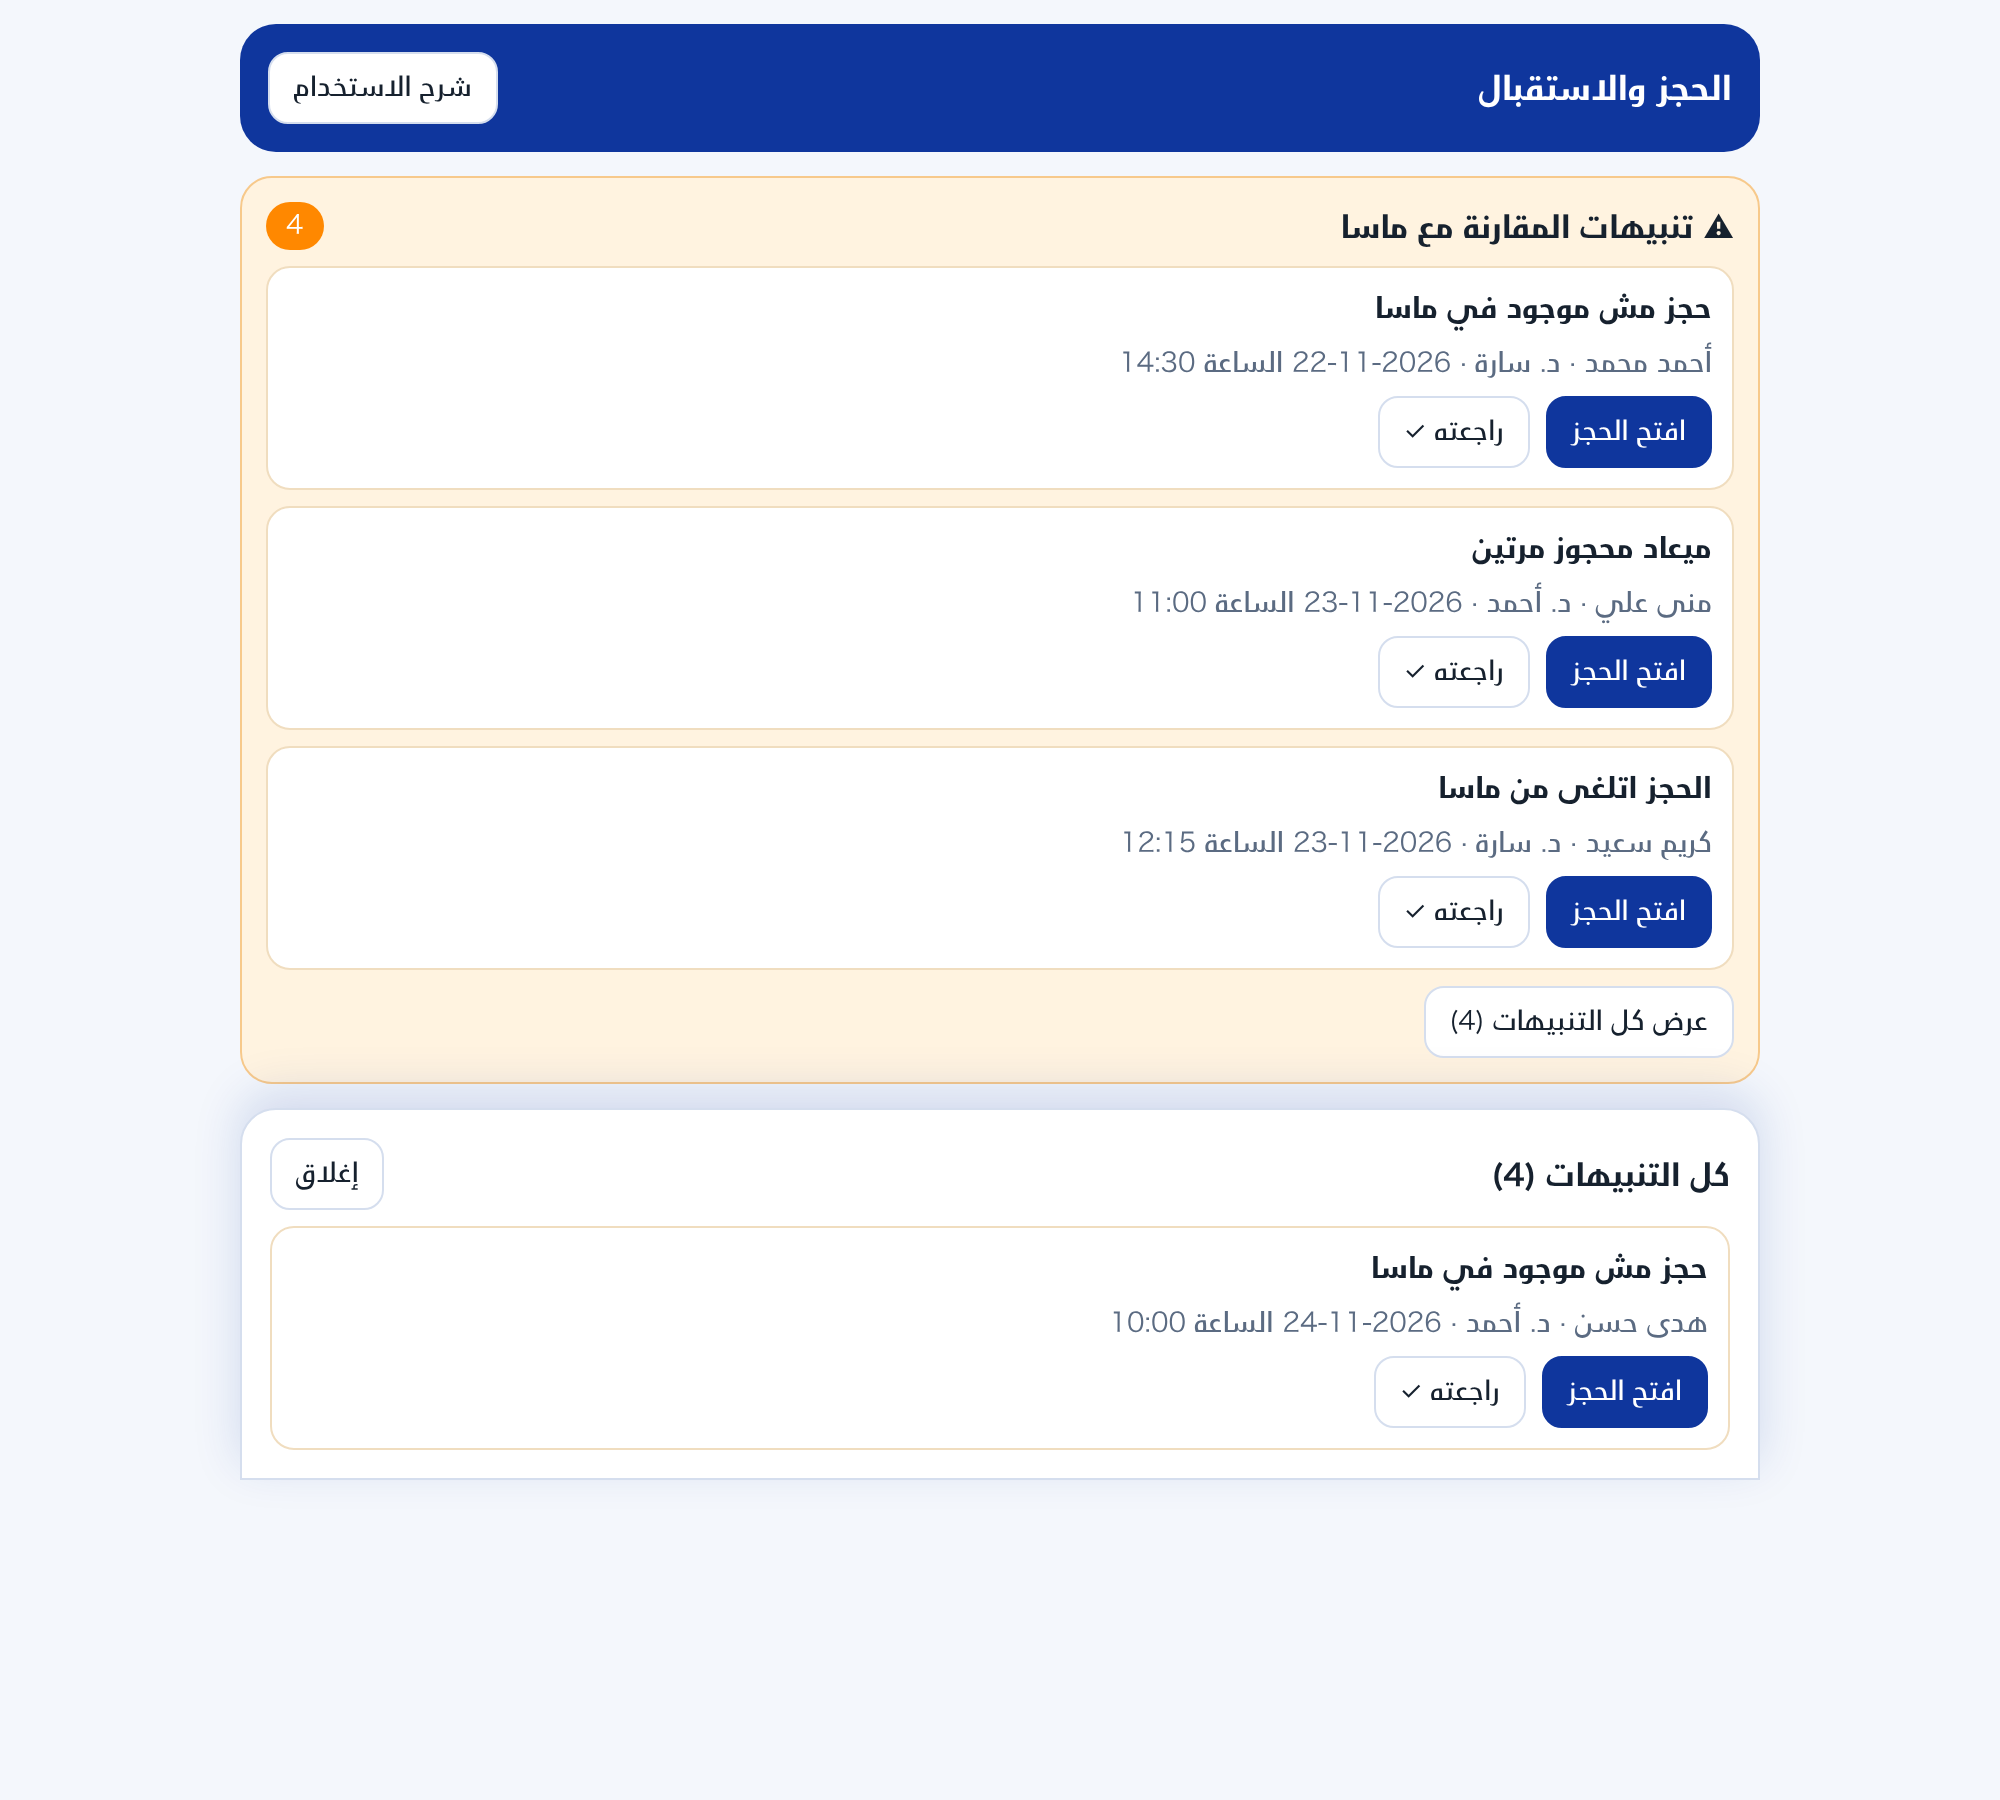 الحجز والاستقبال
شرح الاستخدام
⚠ تنبيهات المقارنة مع ماسا
4
حجز مش موجود في ماسا
أحمد محمد · د. سارة · 2026-11-22 الساعة 14:30
افتح الحجز
راجعته ✓
ميعاد محجوز مرتين
منى علي · د. أحمد · 2026-11-23 الساعة 11:00
افتح الحجز
راجعته ✓
الحجز اتلغى من ماسا
كريم سعيد · د. سارة · 2026-11-23 الساعة 12:15
افتح الحجز
راجعته ✓
عرض كل التنبيهات (4)
كل التنبيهات (4)
إغلاق
حجز مش موجود في ماسا
هدى حسن · د. أحمد · 2026-11-24 الساعة 10:00
افتح الحجز
راجعته ✓